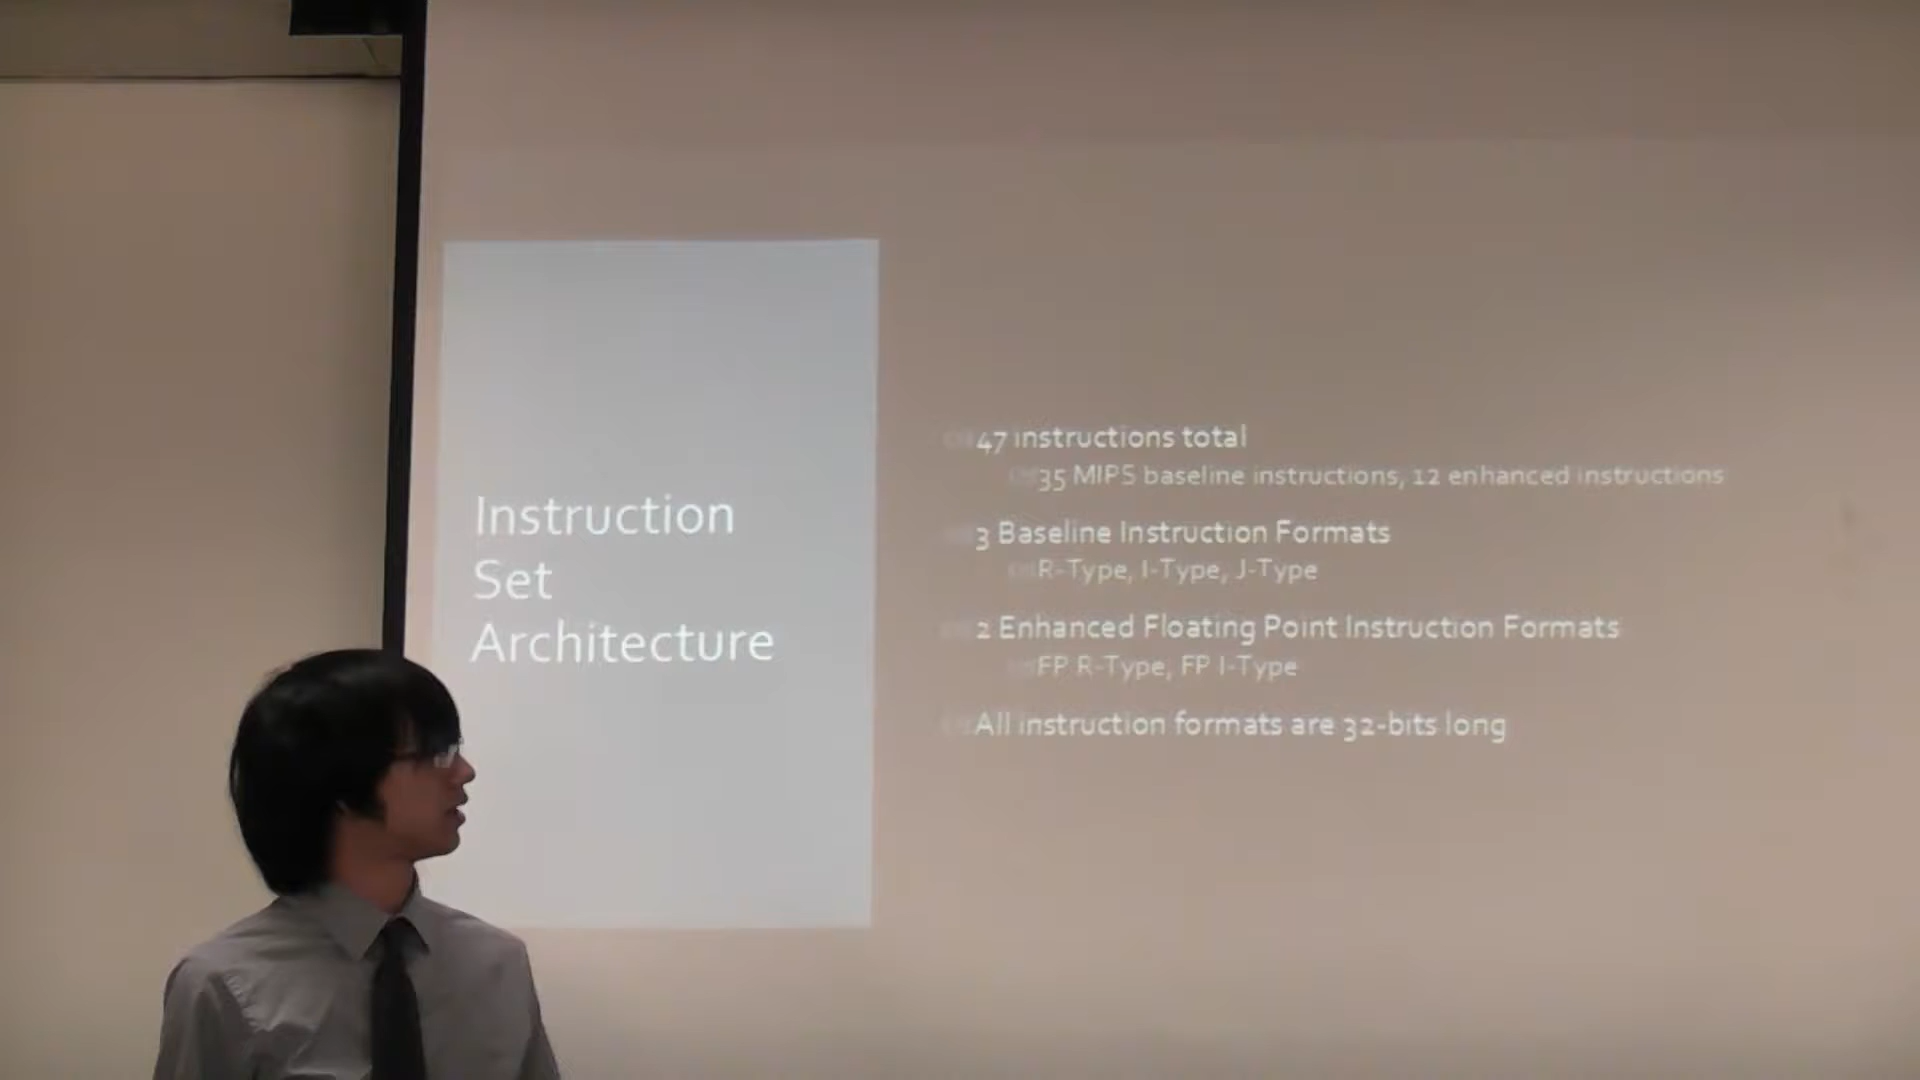 Instruction
Set
Architecture
47 instructions total
35 MIPS baseline instructions, 12 enhanced instructions
3 Baseline Instruction Formats
R-Type, I-Type, J-Type
2 Enhanced Floating Point Instruction Formats
FP R-Type, FP I-Type
All instruction formats are 32-bits long